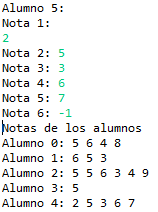 Alumno 5:
Nota 1:
2
Nota 2: 5
Nota 3: 3
Nota 4: 6
Nota 5: 7
Nota 6: -1
Notas de los alumnos
Alumno 0: 5 6 4 8
Alumno 1: 6 5 3
Alumno 2: 5 5 6 3 4 9
Alumno 3: 5
Alumno 4: 2 5 3 6 7